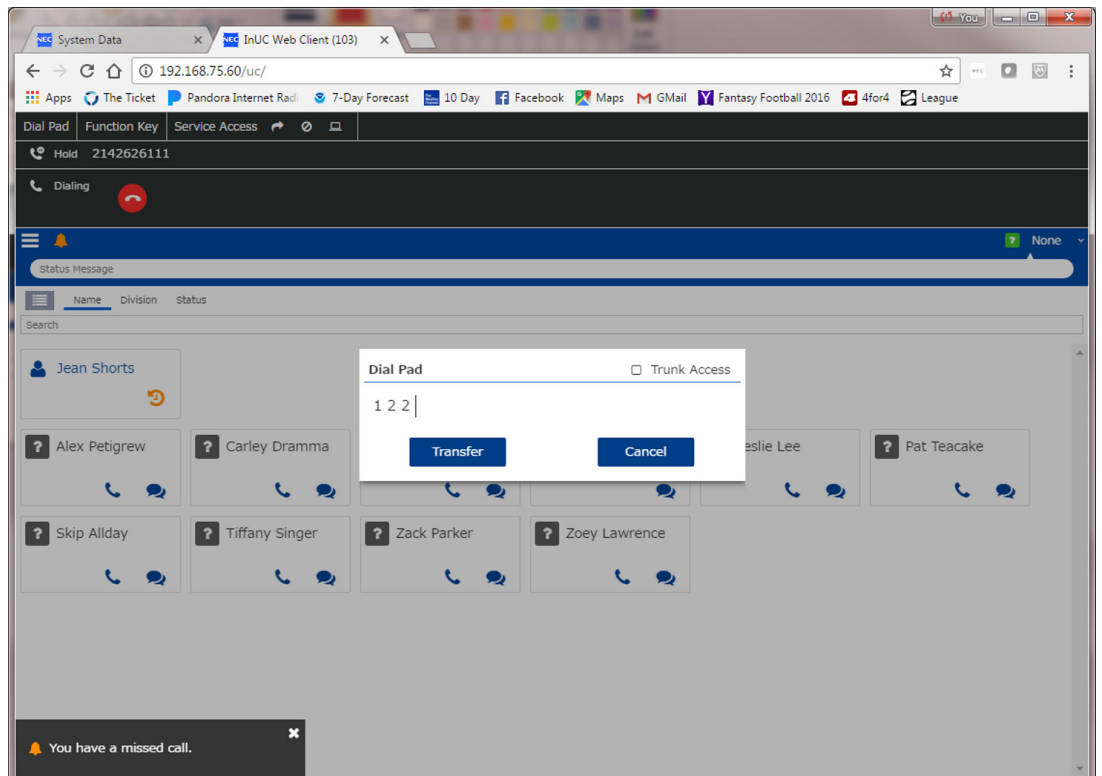 You
NEC System Data
NEC InUC Web Client (103)
192.168.75.60/uc/
Apps The Ticket Pandora Internet Radi 7-Day Forecast 10 Day Facebook Maps GMail Fantasy Football 2016 4for4 League
Dial Pad Function Key Service Access
Hold 2142626111
Dialing
? None
Status Message
Name Division Status
Search
Jean Shorts
Dial Pad Trunk Access
1 2 2
Transfer Cancel
? Alex Petigrew ? Carley Dramma Lee ? Pat Teacake
? Skip Allday ? Tiffany Singer ? Zack Parker ? Zoey Lawrence
You have a missed call.